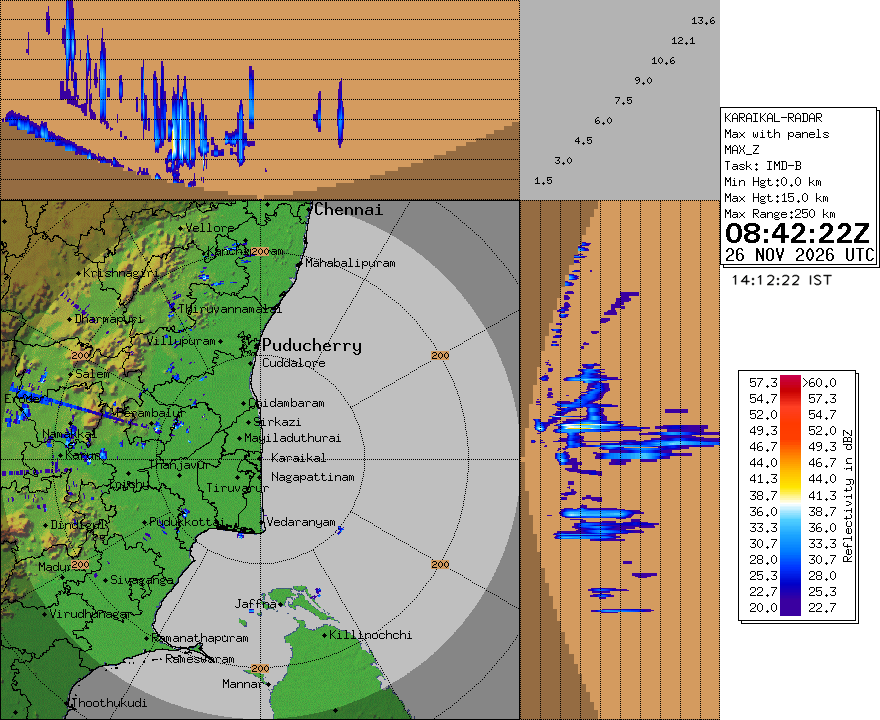 13.6
12.1
10.6
9.0
7.5
6.0
4.5
3.0
1.5
KARAIKAL-RADAR
Max with panels
MAX_Z
Task: IMD-B
Min Hgt:0.0 km
Max Hgt:15.0 km
Max Range:250 km
08:42:22Z
26 NOV 2026 UTC
14:12:22 IST
Chennai
Vellore
200
Mahabalipuram
Krishnagiri
Thiruvannamalai
Dharmapuri
Villupuram
Puducherry
200
200
Cuddalore
Salem
Chidambaram
Perambalur
Sirkazi
Namakkal
Mayiladuthurai
Karur
Karaikal
Thanjavur
Nagapattinam
Tiruvarur
Pudukkottai
Vedaranyam
Dindigul
200
200
Madurai
Sivaganga
Jaffna
Virudhunagar
Ramanathapuram
Killinochchi
Rameswaram
200
Mannar
Thoothukudi
57.3 >60.0
54.7 57.3
52.0 54.7
49.3 52.0
46.7 49.3
44.0 46.7
41.3 44.0
38.7 41.3
36.0 38.7
33.3 36.0
30.7 33.3
28.0 30.7
25.3 28.0
22.7 25.3
20.0 22.7
Reflectivity in dBZ